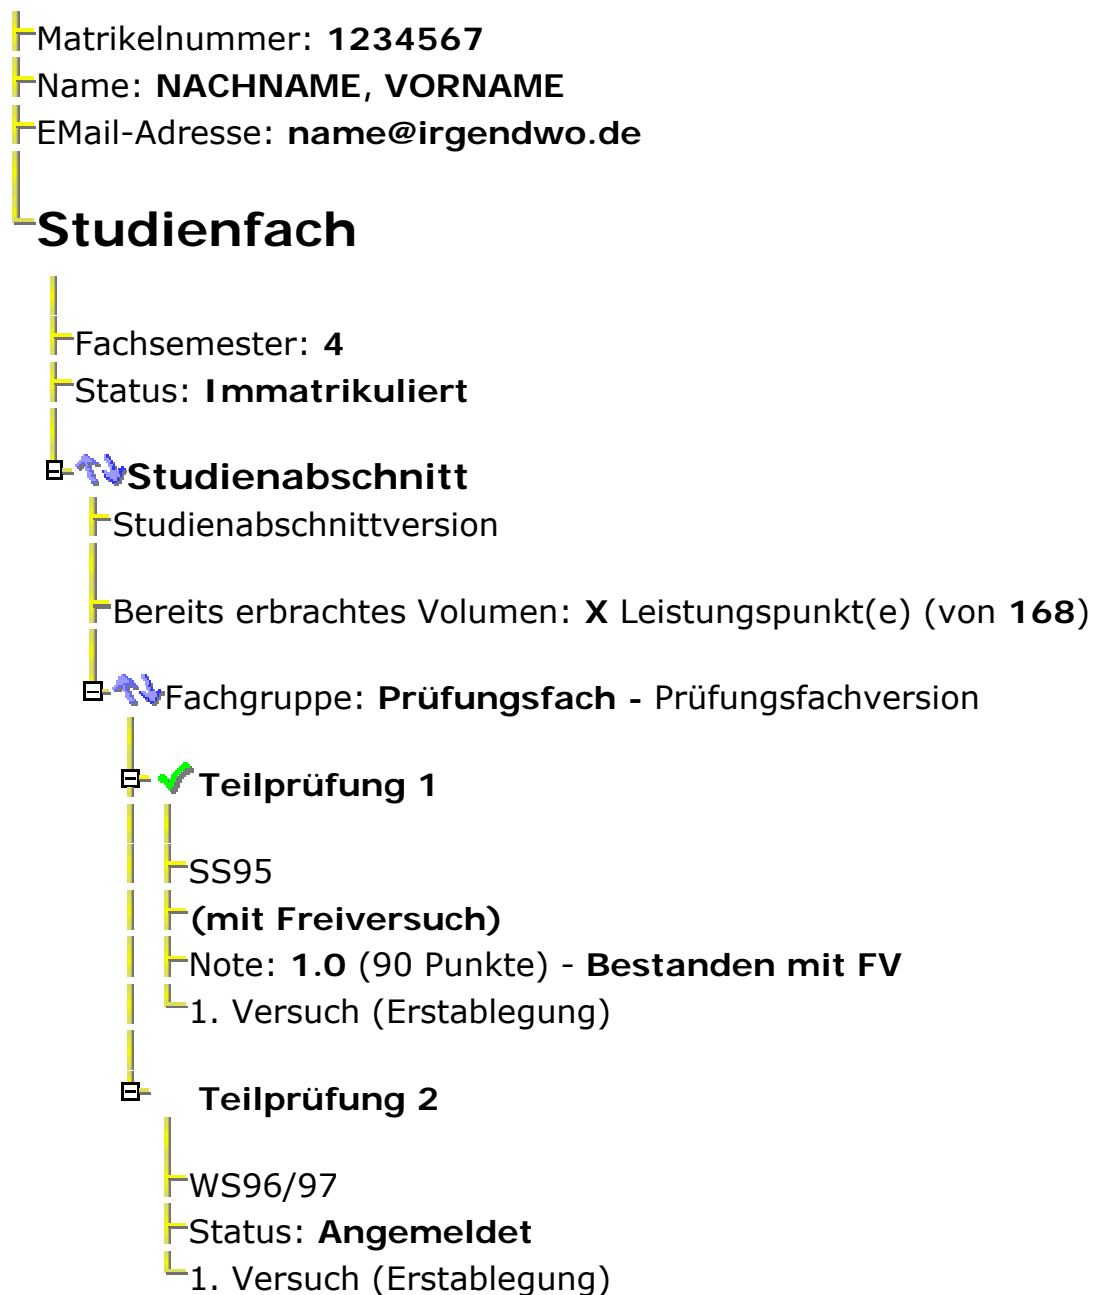 Matrikelnummer: 1234567
Name: NACHNAME, VORNAME
EMail-Adresse: name@irgendwo.de
Studienfach
Fachsemester: 4
Status: Immatrikuliert
Studienabschnitt
Studienabschnittversion
Bereits erbrachtes Volumen: X Leistungspunkt(e) (von 168)
Fachgruppe: Prüfungsfach - Prüfungsfachversion
Teilprüfung 1
SS95
(mit Freiversuch)
Note: 1.0 (90 Punkte) - Bestanden mit FV
1. Versuch (Erstablegung)
Teilprüfung 2
WS96/97
Status: Angemeldet
1. Versuch (Erstablegung)